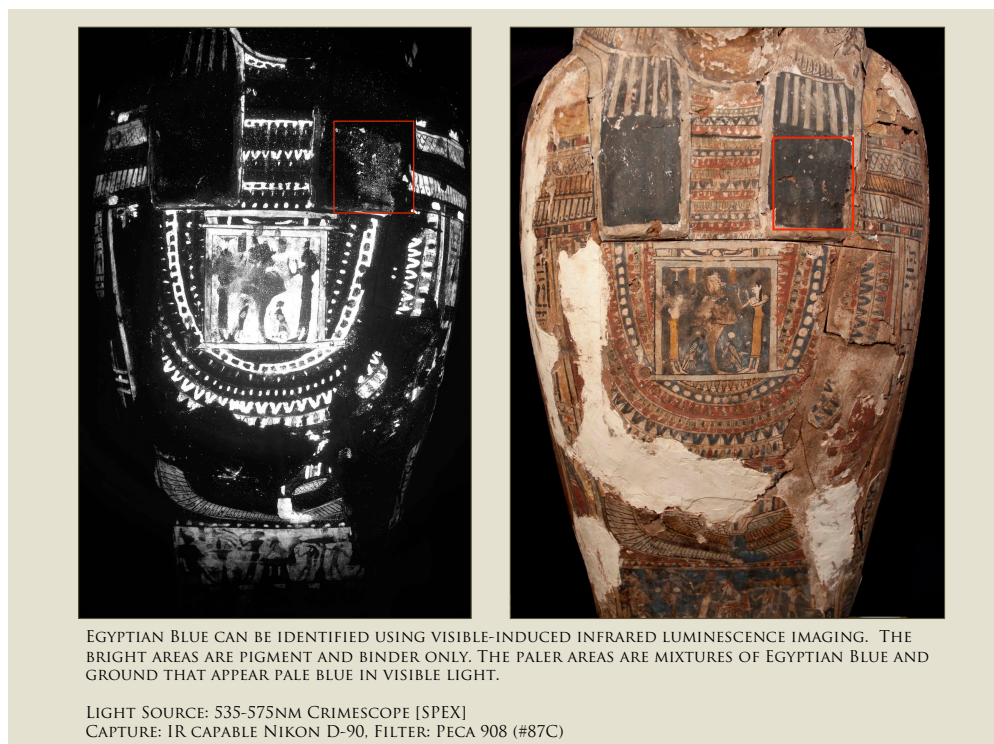 Egyptian Blue can be identified using visible-induced infrared luminescence imaging. The
bright areas are pigment and binder only. The paler areas are mixtures of Egyptian Blue and
ground that appear pale blue in visible light.
Light Source: 535-575nm Crimescope [SPEX]
Capture: IR capable Nikon D-90, Filter: Peca 908 (#87C)